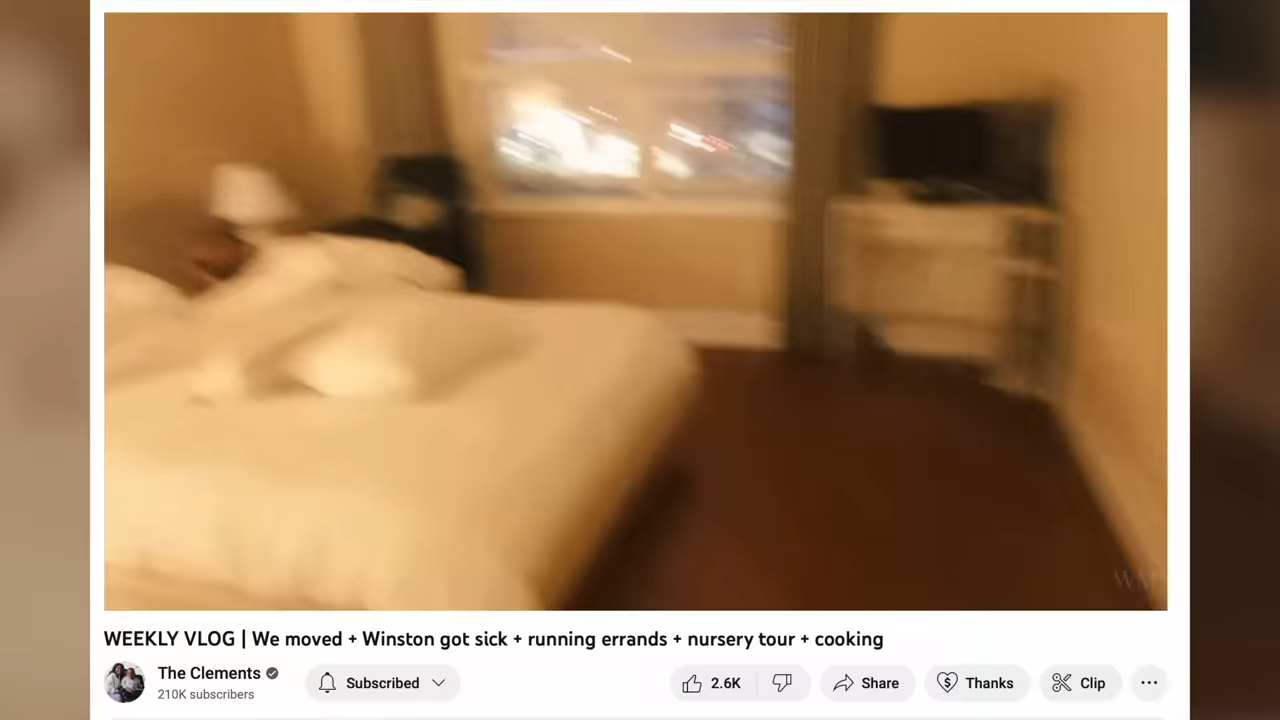 WEEKLY VLOG | We moved + Winston got sick + running errands + nursery tour + cooking
The Clements
210K subscribers
Subscribed
2.6K
Share
Thanks
Clip